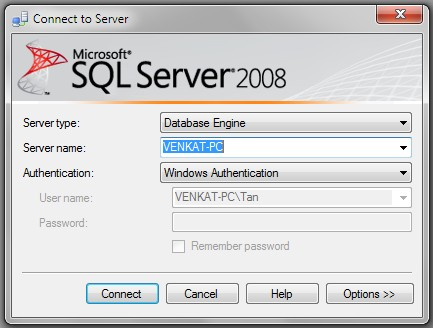 Connect to Server
Microsoft®
SQL Server® 2008
Server type: Database Engine
Server name: VENKAT-PC
Authentication: Windows Authentication
User name: VENKAT-PC\Tan
Password:
Remember password
Connect Cancel Help Options >>